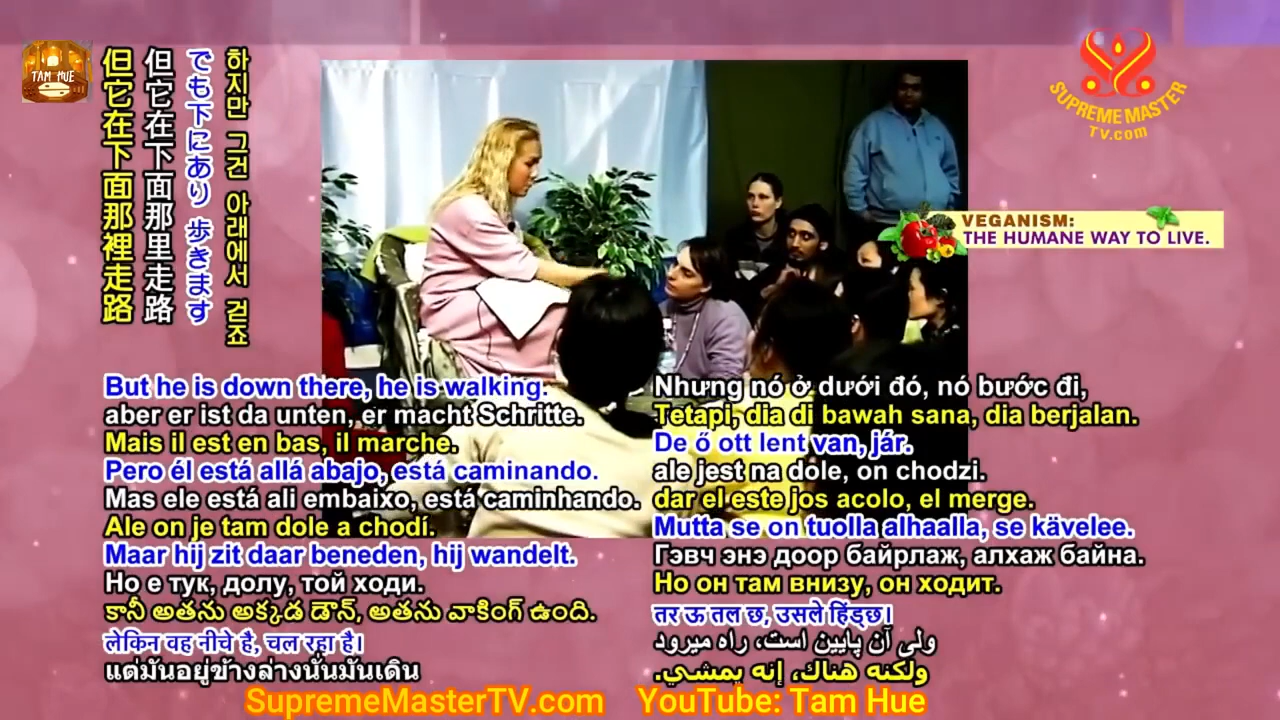 TAM HUE
SUPREME MASTER
TV.com
但它在下面那裡走路
但它在下面那里走路
でも下にあり 歩きます
하지만 그건 아래에서 걷죠
VEGANISM:
THE HUMANE WAY TO LIVE.
But he is down there, he is walking.
aber er ist da unten, er macht Schritte.
Mais il est en bas, il marche.
Pero él está allá abajo, está caminando.
Mas ele está ali embaixo, está caminhando.
Ale on je tam dole a chodí.
Maar hij zit daar beneden, hij wandelt.
Но е тук, долу, той ходи.
కానీ అతను అక్కడ డౌన్, అతను వాకింగ్ ఉంది.
लेकिन वह नीचे है, चल रहा है।
แต่มันอยู่ข้างล่างนั่นมันเดิน
Nhưng nó ở dưới đó, nó bước đi,
Tetapi, dia di bawah sana, dia berjalan.
De ő ott lent van, jár.
ale jest na dole, on chodzi.
dar el este jos acolo, el merge.
Mutta se on tuolla alhaalla, se kävelee.
Гэвч энэ доор байрлаж, алхаж байна.
Но он там внизу, он ходит.
तर ऊ तल छ, उसले हिंड्छ।
ولی آن پایین است، راه میرود
ولكنه هناك، إنه يمشي.
SupremeMasterTV.com YouTube: Tam Hue